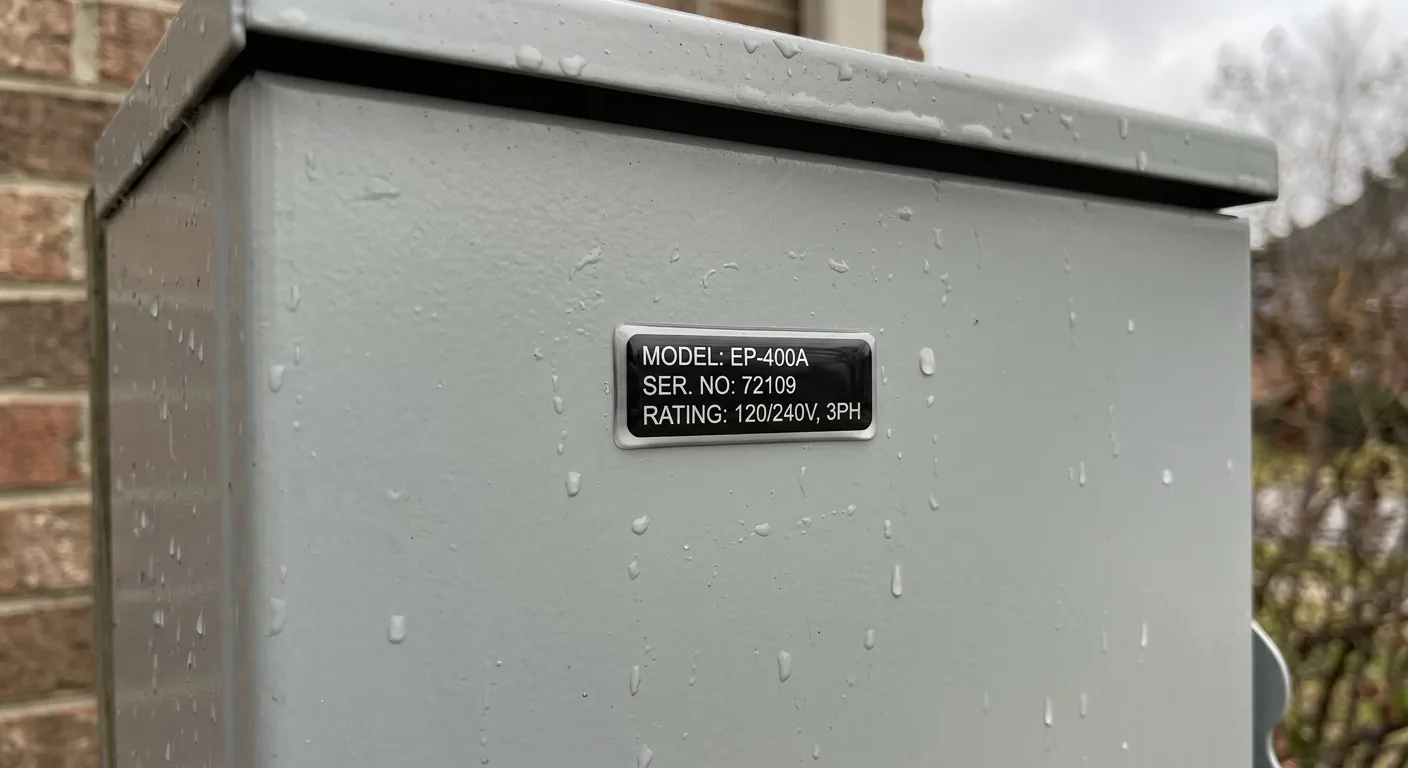 MODEL: EP-400A
SER. NO: 72109
RATING: 120/240V, 3PH